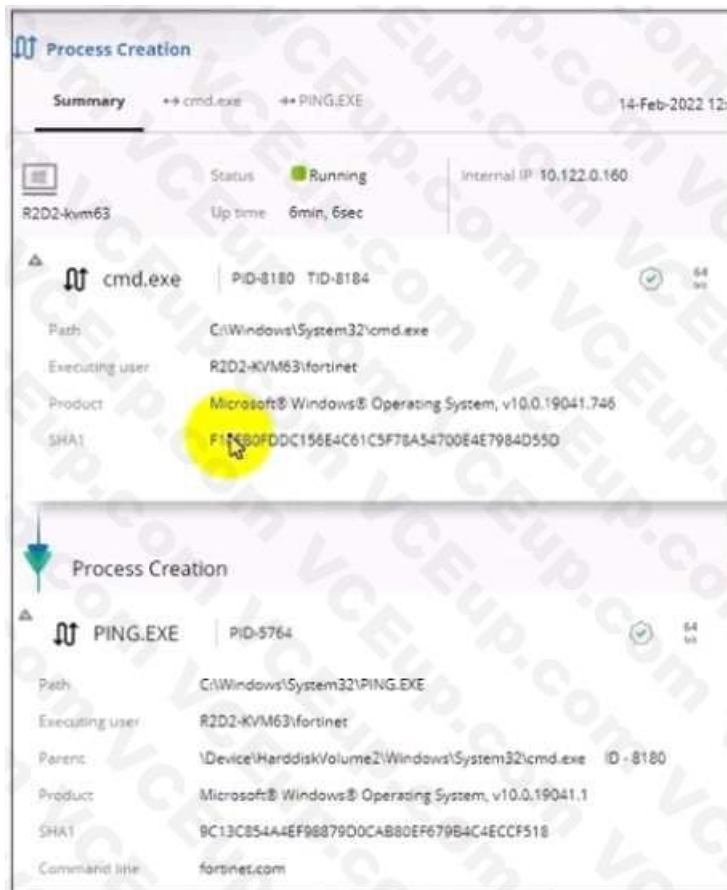 Process Creation
Summary cmd.exe PING.EXE 14-Feb-2022 12:
Status Running Internal IP 10.122.0.160
R2D2-kvm63 Up time 6min, 6sec
cmd.exe PID-8180 TID-8184 64
Path C:\Windows\System32\cmd.exe
Executing user R2D2-KVM63\fortinet
Product Microsoft® Windows® Operating System, v10.0.19041.746
SHA1
Process Creation
PING.EXE PID-5764 64
Path C:\Windows\System32\PING.EXE
Executing user R2D2-KVM63\fortinet
Parent \Device\HarddiskVolume2\Windows\System32\cmd.exe ID - 8180
Product Microsoft® Windows® Operating System, v10.0.19041.1
SHA1 9C13C854A4EF98879D0CAB80EF679B4C4ECCF518
Command line fortinet.com
VCEup.com